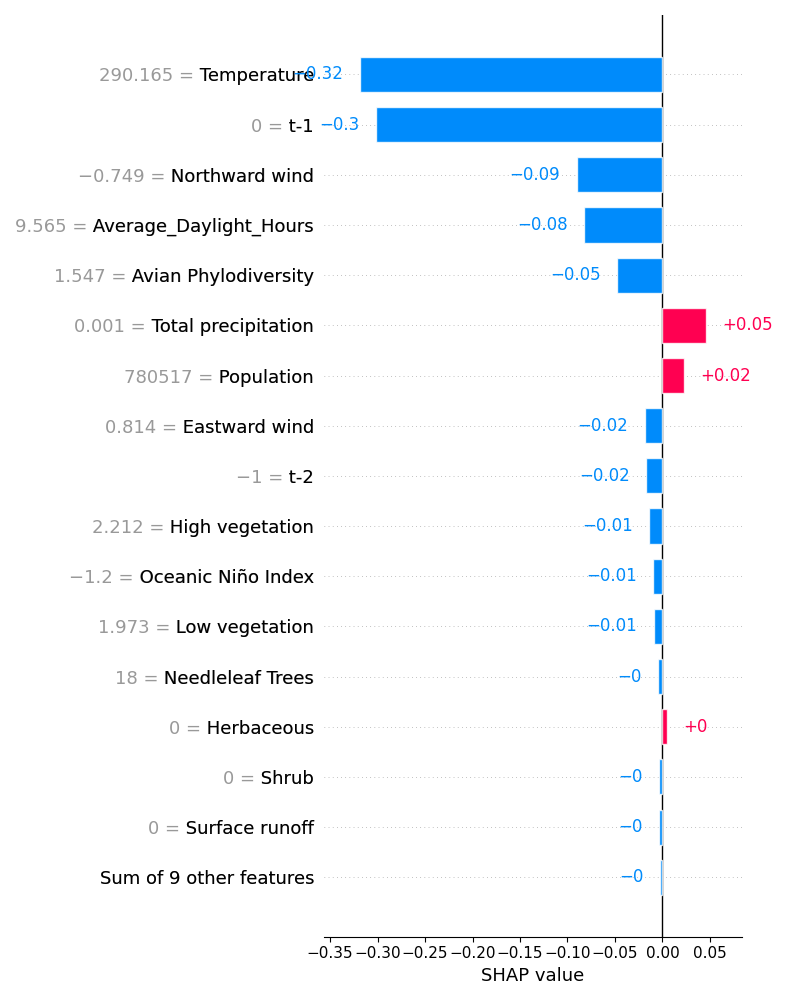 290.165 = Temperature −0.32
0 = t-1 −0.3
−0.749 = Northward wind −0.09
9.565 = Average_Daylight_Hours −0.08
1.547 = Avian Phylodiversity −0.05
0.001 = Total precipitation +0.05
780517 = Population +0.02
0.814 = Eastward wind −0.02
−1 = t-2 −0.02
2.212 = High vegetation −0.01
−1.2 = Oceanic Niño Index −0.01
1.973 = Low vegetation −0.01
18 = Needleleaf Trees −0
0 = Herbaceous +0
0 = Shrub −0
0 = Surface runoff −0
Sum of 9 other features −0
−0.35 −0.30 −0.25 −0.20 −0.15 −0.10 −0.05 0.00 0.05
SHAP value